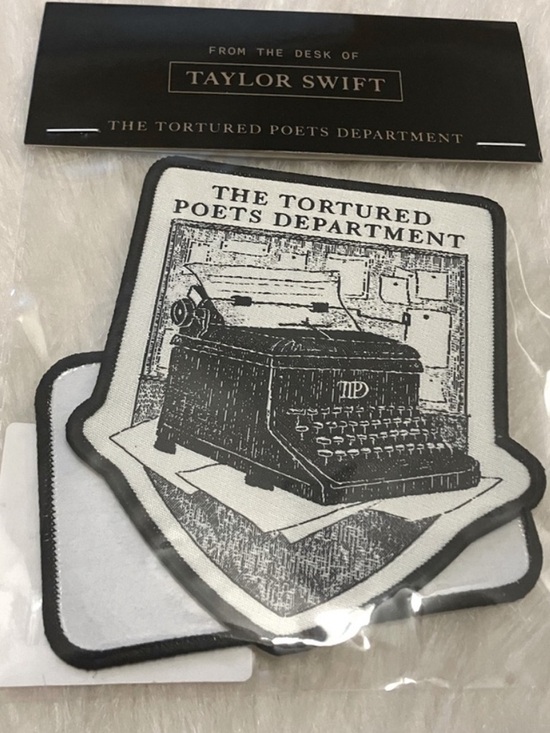 FROM THE DESK OF
TAYLOR SWIFT
THE TORTURED POETS DEPARTMENT
THE TORTURED
POETS DEPARTMENT
TTPD